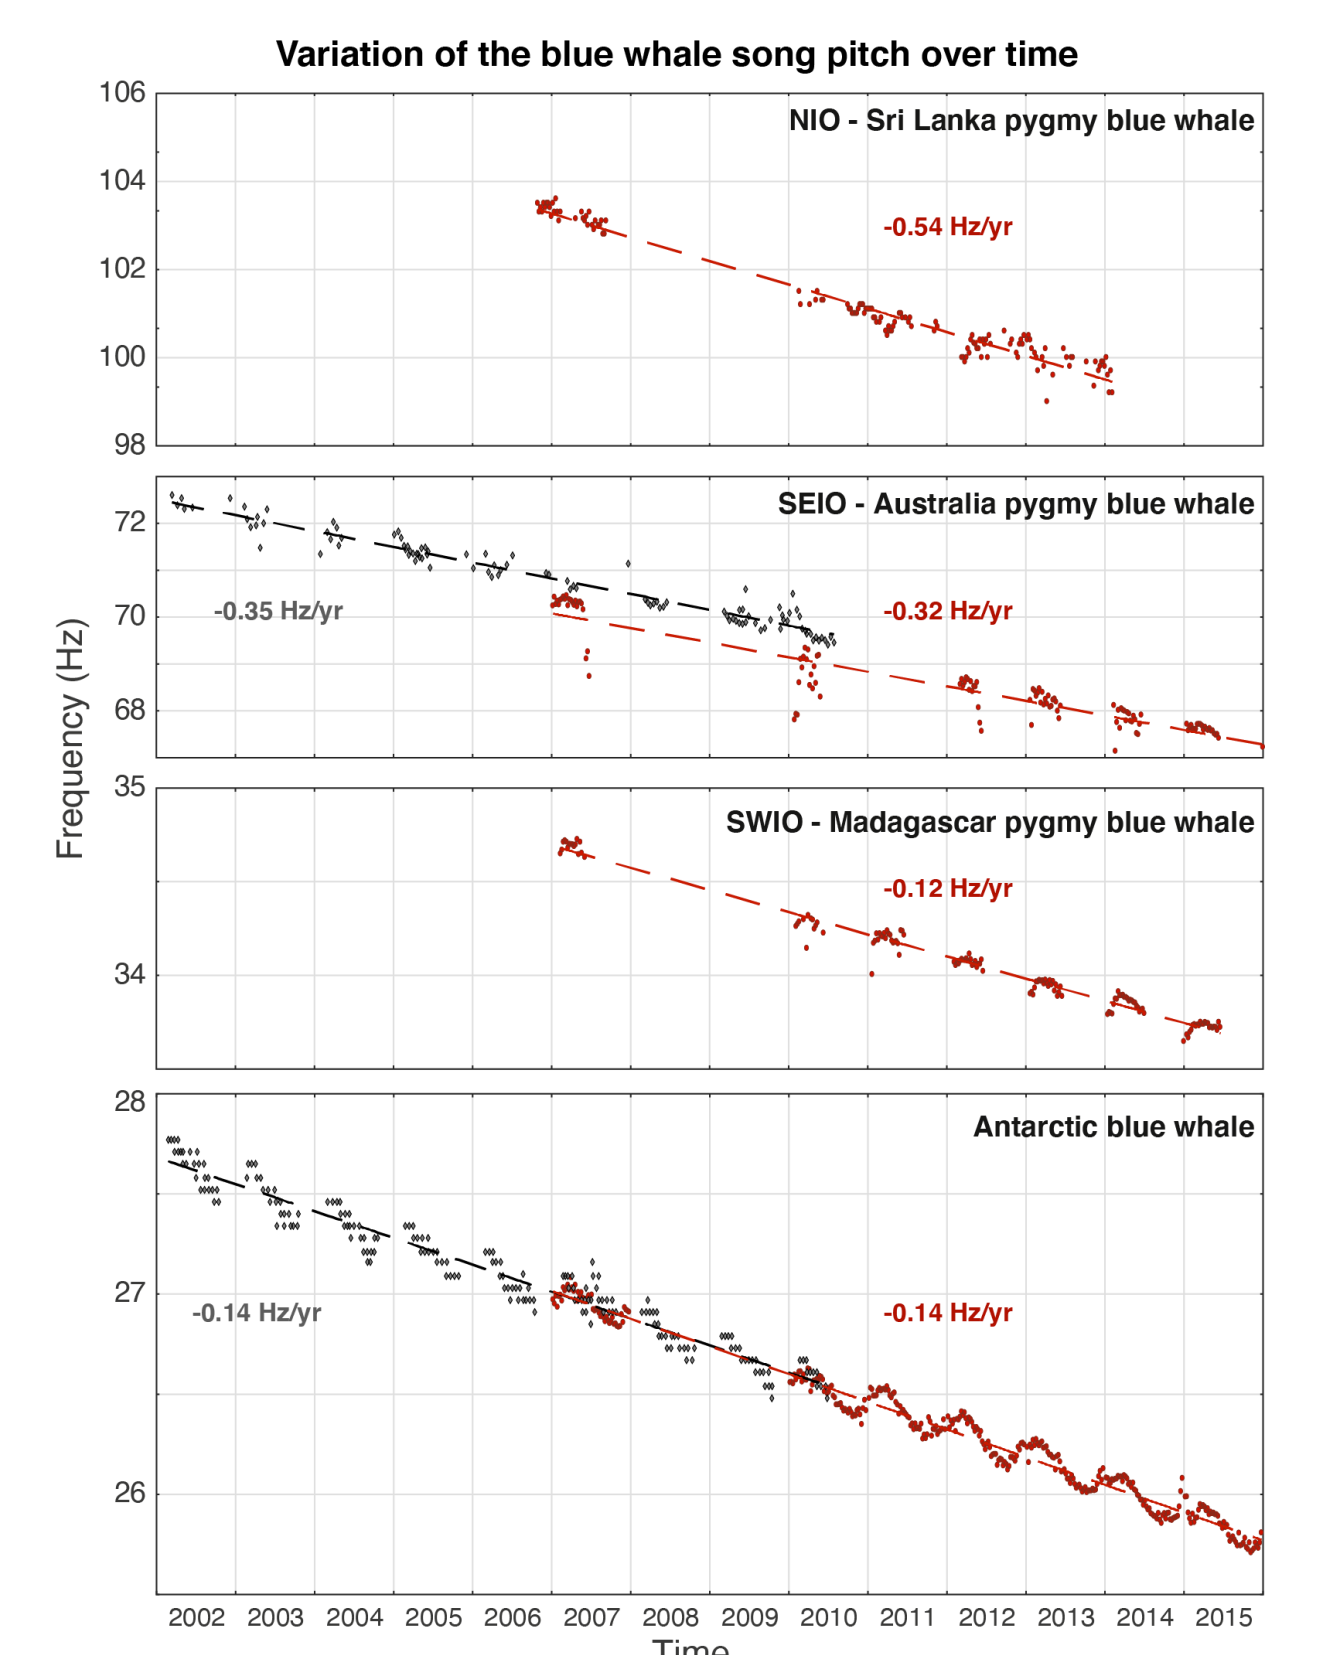 Variation of the blue whale song pitch over time
106
NIO - Sri Lanka pygmy blue whale
104
-0.54 Hz/yr
102
100
98
SEIO - Australia pygmy blue whale
72
-0.35 Hz/yr
70
-0.32 Hz/yr
68
Frequency (Hz)
35
SWIO - Madagascar pygmy blue whale
-0.12 Hz/yr
34
28
Antarctic blue whale
27
-0.14 Hz/yr
-0.14 Hz/yr
26
2002 2003 2004 2005 2006 2007 2008 2009 2010 2011 2012 2013 2014 2015
Time